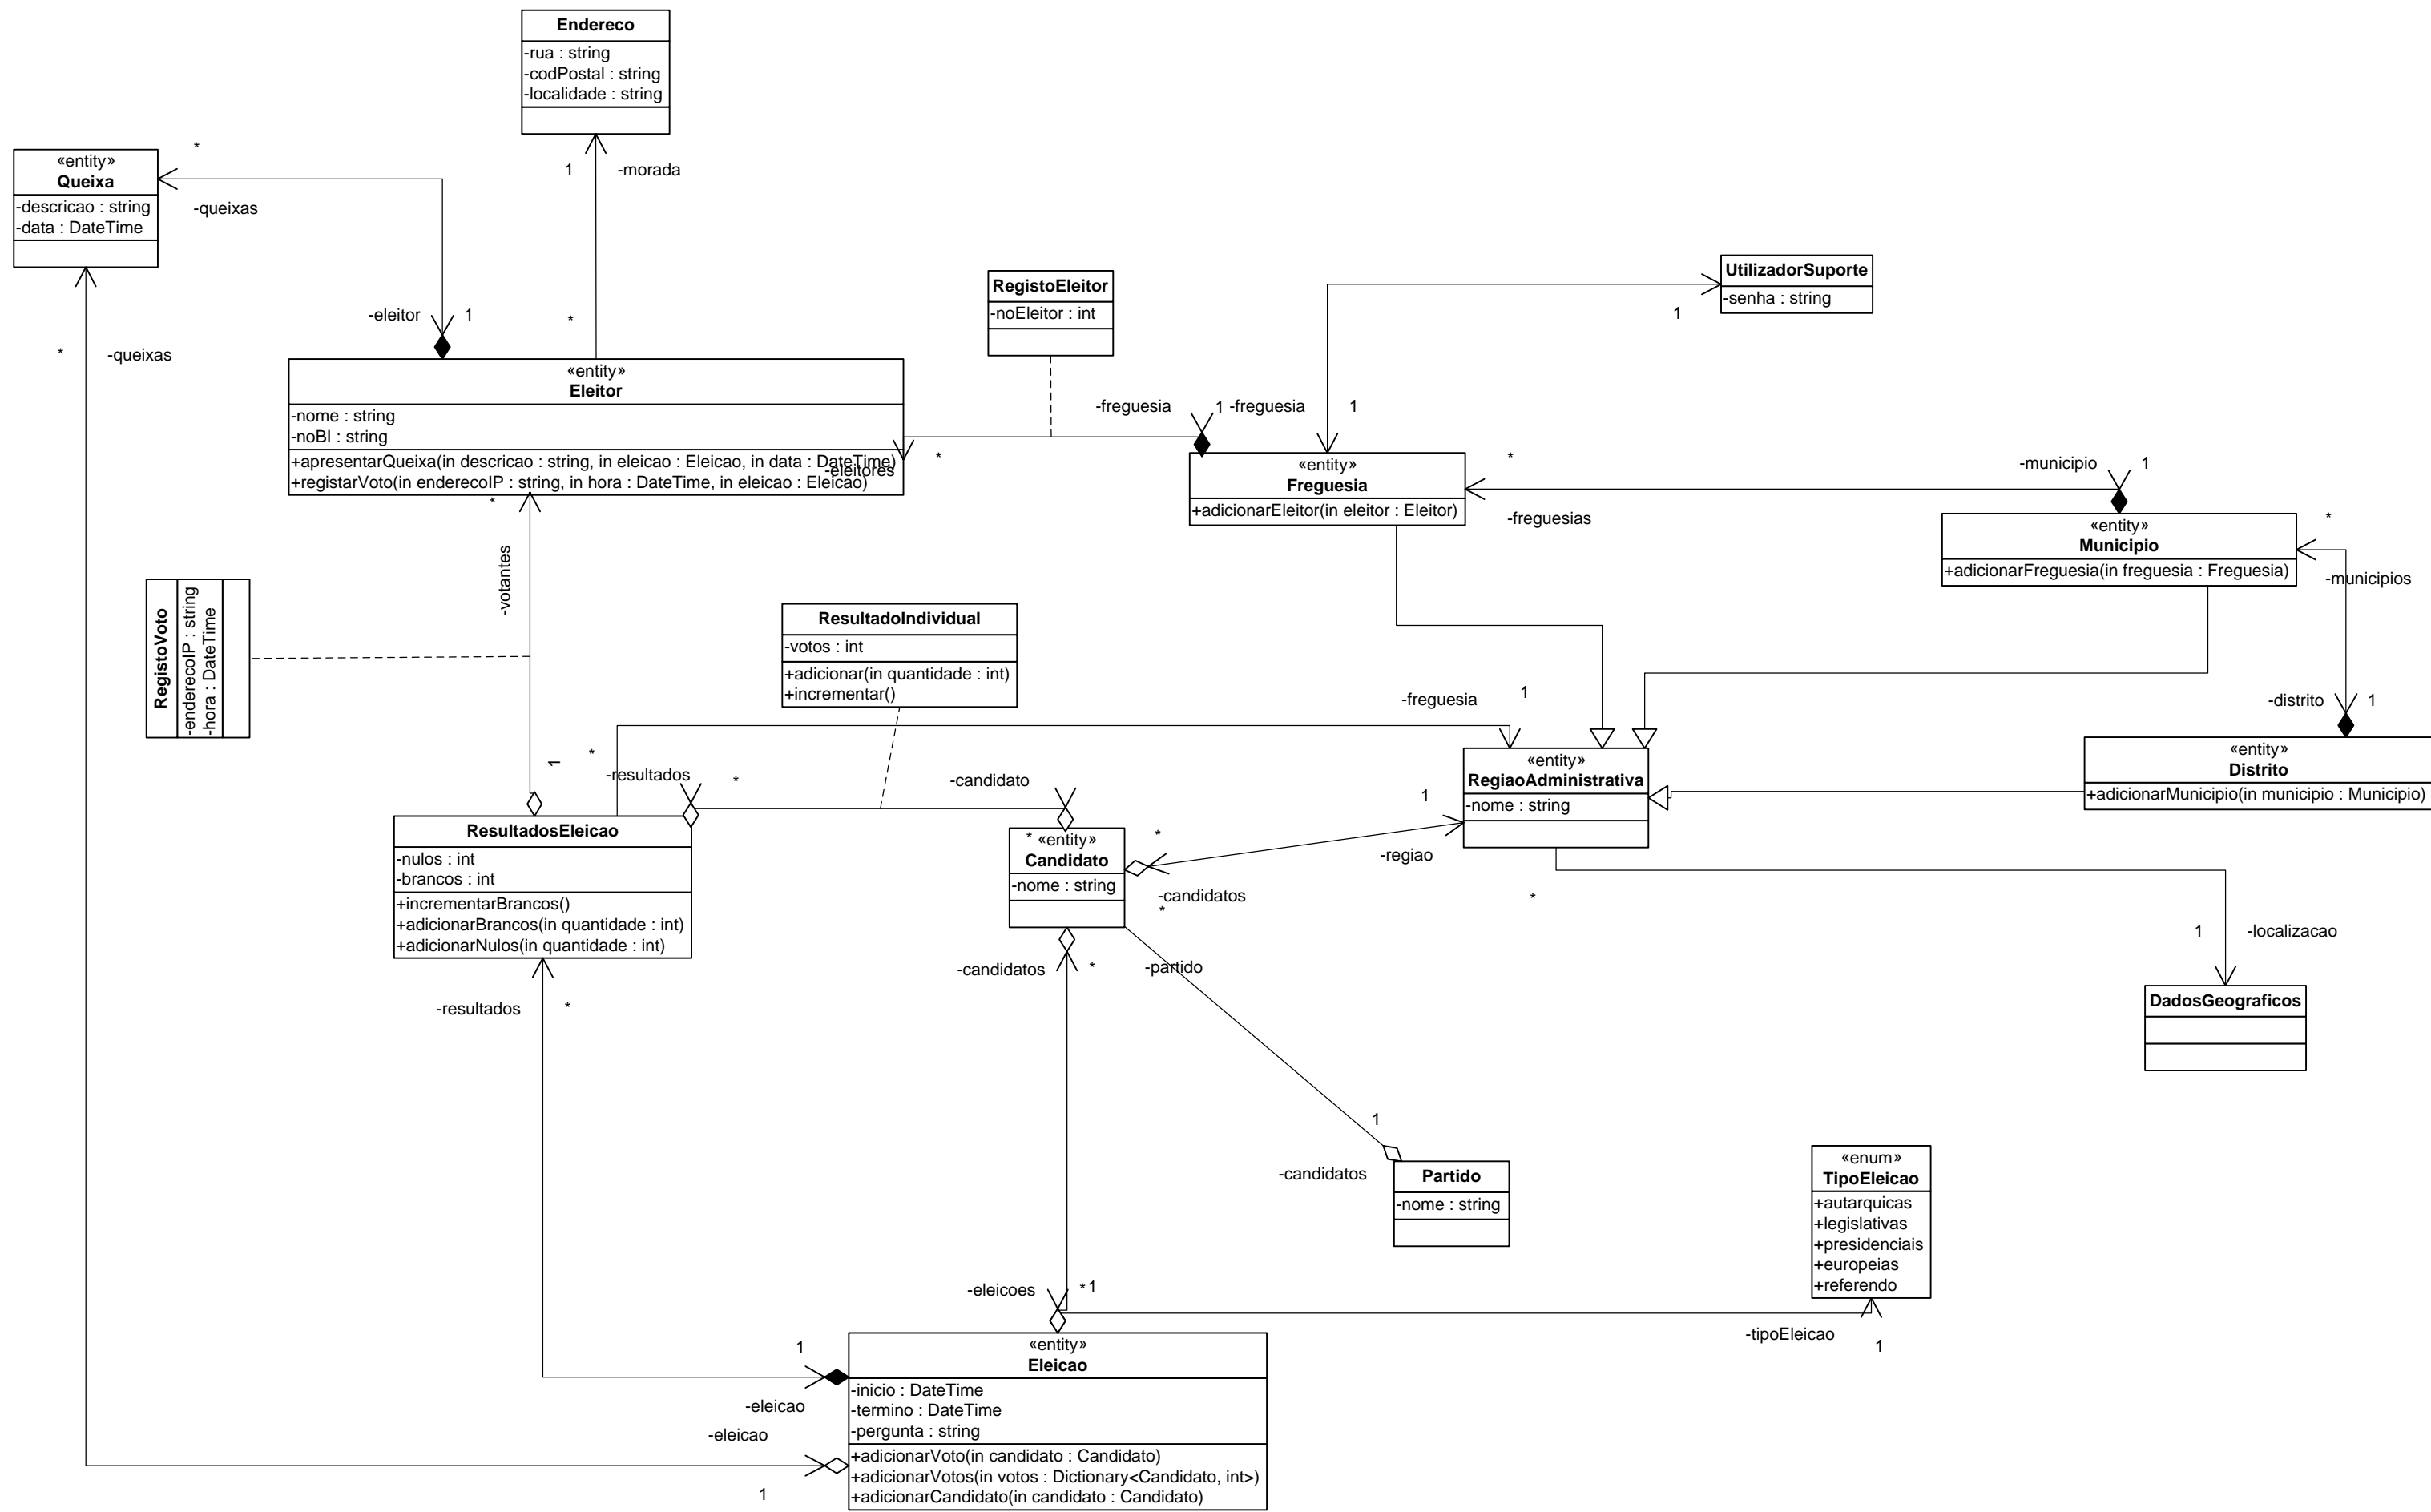 Endereco
-rua : string
-codPostal : string
-localidade : string
«entity»
Queixa
-descricao : string
-data : DateTime
*
-queixas
1
-morada
*
-eleitor
1
*
-queixas
RegistoEleitor
-noEleitor : int
UtilizadorSuporte
-senha : string
1
1
«entity»
Eleitor
-nome : string
-noBI : string
+apresentarQueixa(in descricao : string, in eleicao : Eleicao, in data : DateTime)
+registarVoto(in enderecoIP : string, in hora : DateTime, in eleicao : Eleicao)
-eleitores
*
-freguesia
1
-freguesia
«entity»
Freguesia
+adicionarEleitor(in eleitor : Eleitor)
*
-freguesias
-municipio
1
«entity»
Municipio
+adicionarFreguesia(in freguesia : Freguesia)
*
-municipios
*
-votantes
1
RegistoVoto
-enderecoIP : string
-hora : DateTime
ResultadoIndividual
-votos : int
+adicionar(in quantidade : int)
+incrementar()
-freguesia
1
-distrito
1
«entity»
Distrito
+adicionarMunicipio(in municipio : Municipio)
*
-resultados
*
-candidato
*
«entity»
RegiaoAdministrativa
-nome : string
ResultadosEleicao
-nulos : int
-brancos : int
+incrementarBrancos()
+adicionarBrancos(in quantidade : int)
+adicionarNulos(in quantidade : int)
«entity»
Candidato
-nome : string
*
-candidatos
1
-regiao
*
1
-localizacao
DadosGeograficos
-resultados
*
-candidatos
*
*
-partido
1
-candidatos
Partido
-nome : string
«enum»
TipoEleicao
+autarquicas
+legislativas
+presidenciais
+europeias
+referendo
-eleicoes
*
1
-tipoEleicao
1
1
-eleicao
-eleicao
1
«entity»
Eleicao
-inicio : DateTime
-termino : DateTime
-pergunta : string
+adicionarVoto(in candidato : Candidato)
+adicionarVotos(in votos : Dictionary<Candidato, int>)
+adicionarCandidato(in candidato : Candidato)